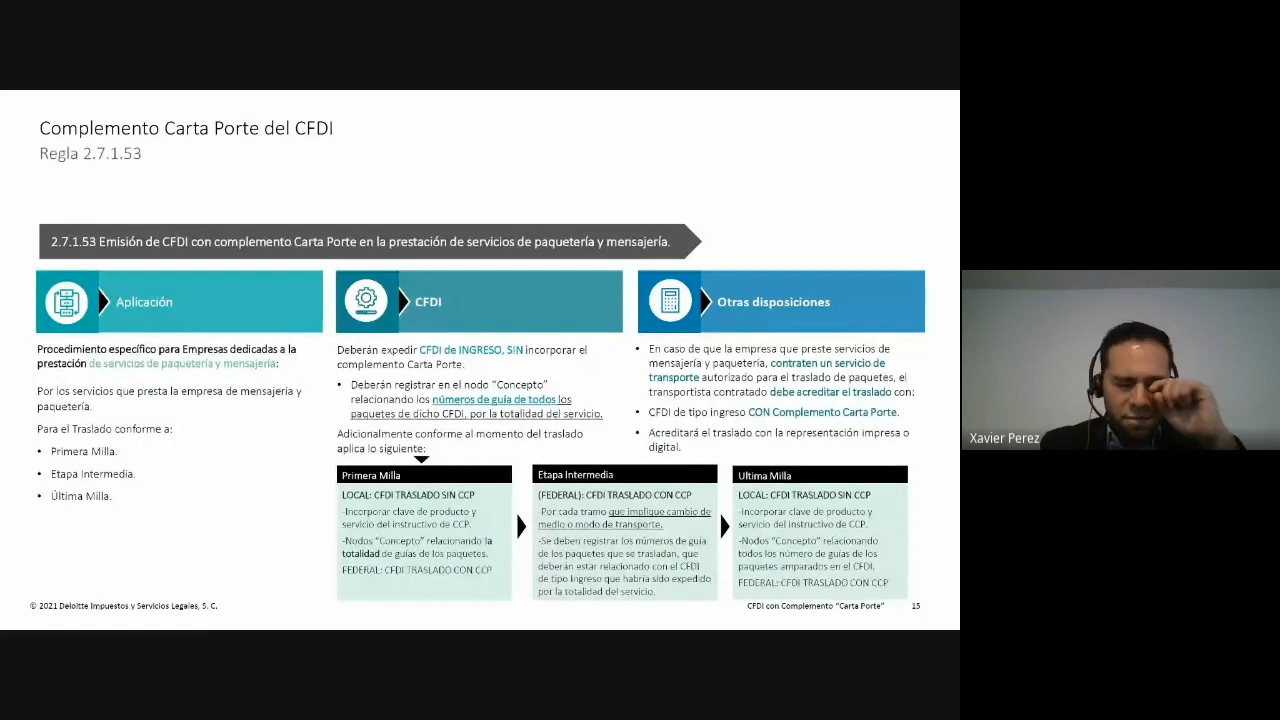 Complemento Carta Porte del CFDI
Regla 2.7.1.53
2.7.1.53 Emisión de CFDI con complemento Carta Porte en la prestación de servicios de paquetería y mensajería.
Aplicación
Procedimiento específico para Empresas dedicadas a la
prestación de servicios de paquetería y mensajería:
Por los servicios que presta la empresa de mensajería y
paquetería.
Para el Traslado conforme a:
• Primera Milla.
• Etapa Intermedia.
• Última Milla.
CFDI
Deberán expedir CFDI de INGRESO, SIN incorporar el
complemento Carta Porte.
• Deberán registrar en el nodo "Concepto"
relacionando los números de guía de todos los
paquetes de dicho CFDI, por la totalidad del servicio.
Adicionalmente conforme al momento del traslado
aplica lo siguiente:
Otras disposiciones
• En caso de que la empresa que preste servicios de
mensajería y paquetería, contraten un servicio de
transporte autorizado para el traslado de paquetes, el
transportista contratado debe acreditar el traslado con:
• CFDI de tipo ingreso CON Complemento Carta Porte.
• Acreditará el traslado con la representación impresa o
digital.
Primera Milla
LOCAL: CFDI TRASLADO SIN CCP
-Incorporar clave de producto y
servicio del instructivo de CCP.
-Nodos "Concepto" relacionando la
totalidad de guías de los paquetes.
FEDERAL: CFDI TRASLADO CON CCP
Etapa Intermedia
(FEDERAL): CFDI TRASLADO CON CCP
-Por cada tramo que implique cambio de
medio o modo de transporte.
-Se deben registrar los números de guía
de los paquetes que se trasladan, que
deberán estar relacionado con el CFDI
de tipo Ingreso que habría sido expedido
por la totalidad del servicio.
Ultima Milla
LOCAL: CFDI TRASLADO SIN CCP
-Incorporar clave de producto y
servicio del instructivo de CCP.
-Nodos "Concepto" relacionando
todos los número de guías de los
paquetes amparados en el CFDI.
FEDERAL: CFDI TRASLADO CON CCP
© 2021 Deloitte Impuestos y Servicios Legales, S. C.
CFDI con Complemento "Carta Porte"
15
Xavier Perez